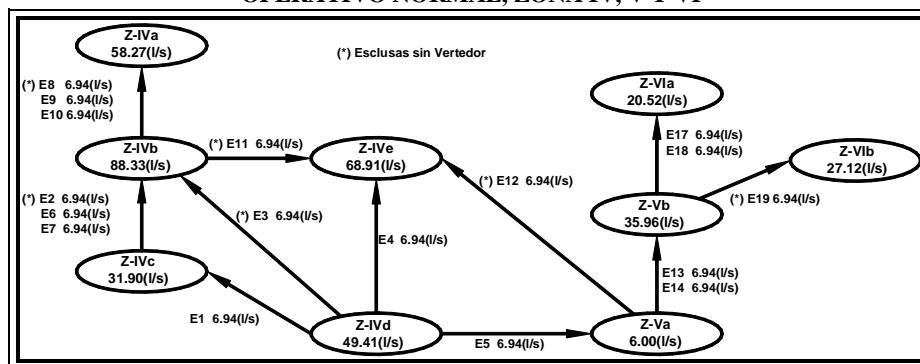 OPERATIVO NORMAL, ZONA IV, V Y VI
Z-IVa
58.27(l/s)
(*) Esclusas sin Vertedor
(*) E8 6.94(l/s)
E9 6.94(l/s)
E10 6.94(l/s)
Z-VIa
20.52(l/s)
Z-IVb
88.33(l/s)
(*) E11 6.94(l/s)
Z-IVe
68.91(l/s)
E17 6.94(l/s)
E18 6.94(l/s)
Z-VIb
27.12(l/s)
(*) E2 6.94(l/s)
E6 6.94(l/s)
E7 6.94(l/s)
(*) E3 6.94(l/s)
(*) E12 6.94(l/s)
Z-Vb
35.96(l/s)
(*) E19 6.94(l/s)
E4 6.94(l/s)
Z-IVc
31.90(l/s)
E13 6.94(l/s)
E14 6.94(l/s)
E1 6.94(l/s)
Z-IVd
49.41(l/s)
E5 6.94(l/s)
Z-Va
6.00(l/s)